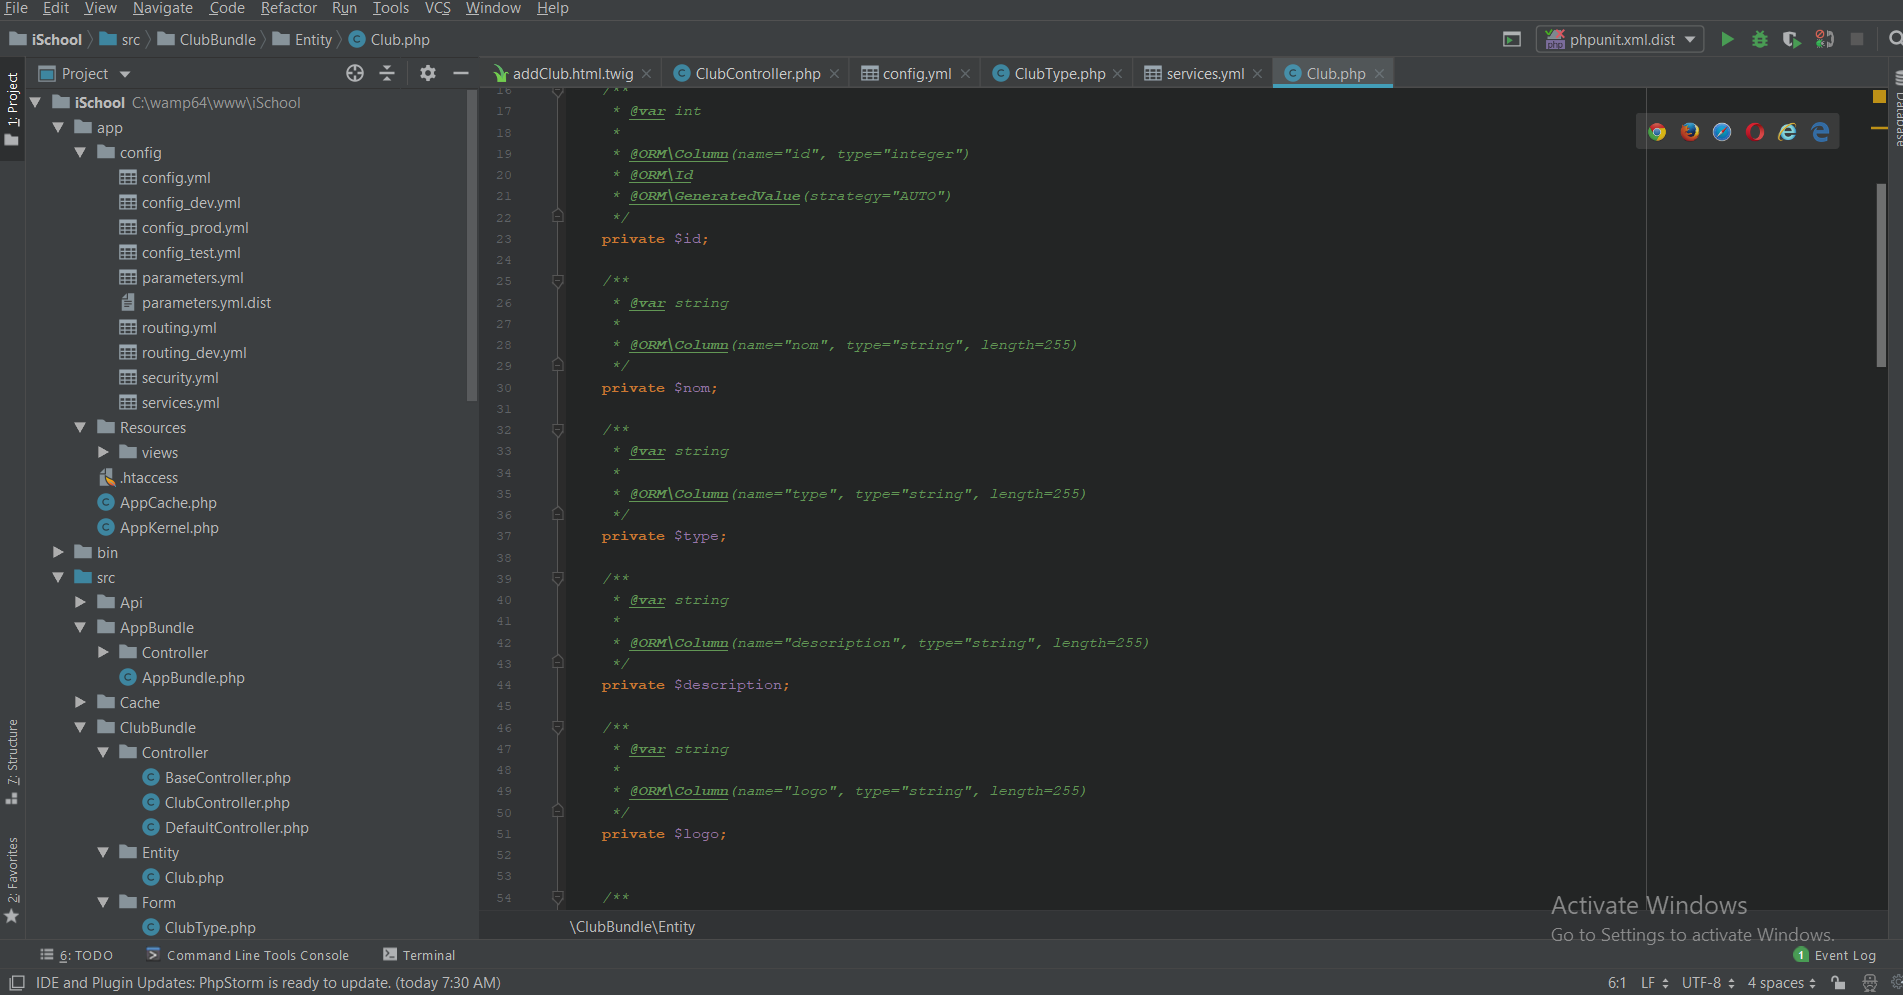 File Edit View Navigate Code Refactor Run Tools VCS Window Help
iSchool src ClubBundle Entity Club.php phpunit.xml.dist
Project addClub.html.twig ClubController.php config.yml ClubType.php services.yml Club.php
1: Project
7: Structure
2: Favorites
Database
iSchool C:\wamp64\www\iSchool
app
config
config.yml
config_dev.yml
config_prod.yml
config_test.yml
parameters.yml
parameters.yml.dist
routing.yml
routing_dev.yml
security.yml
services.yml
Resources
views
.htaccess
AppCache.php
AppKernel.php
bin
src
Api
AppBundle
Controller
AppBundle.php
Cache
ClubBundle
Controller
BaseController.php
ClubController.php
DefaultController.php
Entity
Club.php
Form
ClubType.php
16 /**
17 * @var int
18 *
19 * @ORM\Column(name="id", type="integer")
20 * @ORM\Id
21 * @ORM\GeneratedValue(strategy="AUTO")
22 */
23 private $id;
24
25 /**
26 * @var string
27 *
28 * @ORM\Column(name="nom", type="string", length=255)
29 */
30 private $nom;
31
32 /**
33 * @var string
34 *
35 * @ORM\Column(name="type", type="string", length=255)
36 */
37 private $type;
38
39 /**
40 * @var string
41 *
42 * @ORM\Column(name="description", type="string", length=255)
43 */
44 private $description;
45
46 /**
47 * @var string
48 *
49 * @ORM\Column(name="logo", type="string", length=255)
50 */
51 private $logo;
52
53
54 /**
\ClubBundle\Entity
Activate Windows
Go to Settings to activate Windows.
6: TODO Command Line Tools Console Terminal 1 Event Log
IDE and Plugin Updates: PhpStorm is ready to update. (today 7:30 AM) 6:1 LF UTF-8 4 spaces